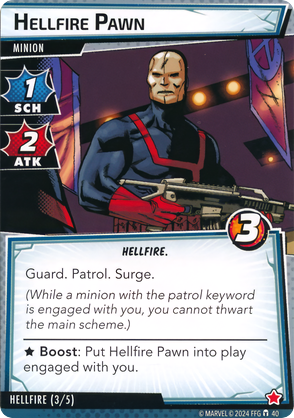 HELLFIRE PAWN
MINION
1
SCH
2
ATK
3
HELLFIRE.
Guard. Patrol. Surge.
(While a minion with the patrol keyword
is engaged with you, you cannot thwart
the main scheme.)
★ Boost: Put Hellfire Pawn into play
engaged with you.
HELLFIRE (3/5)
© MARVEL © 2024 FFG 40